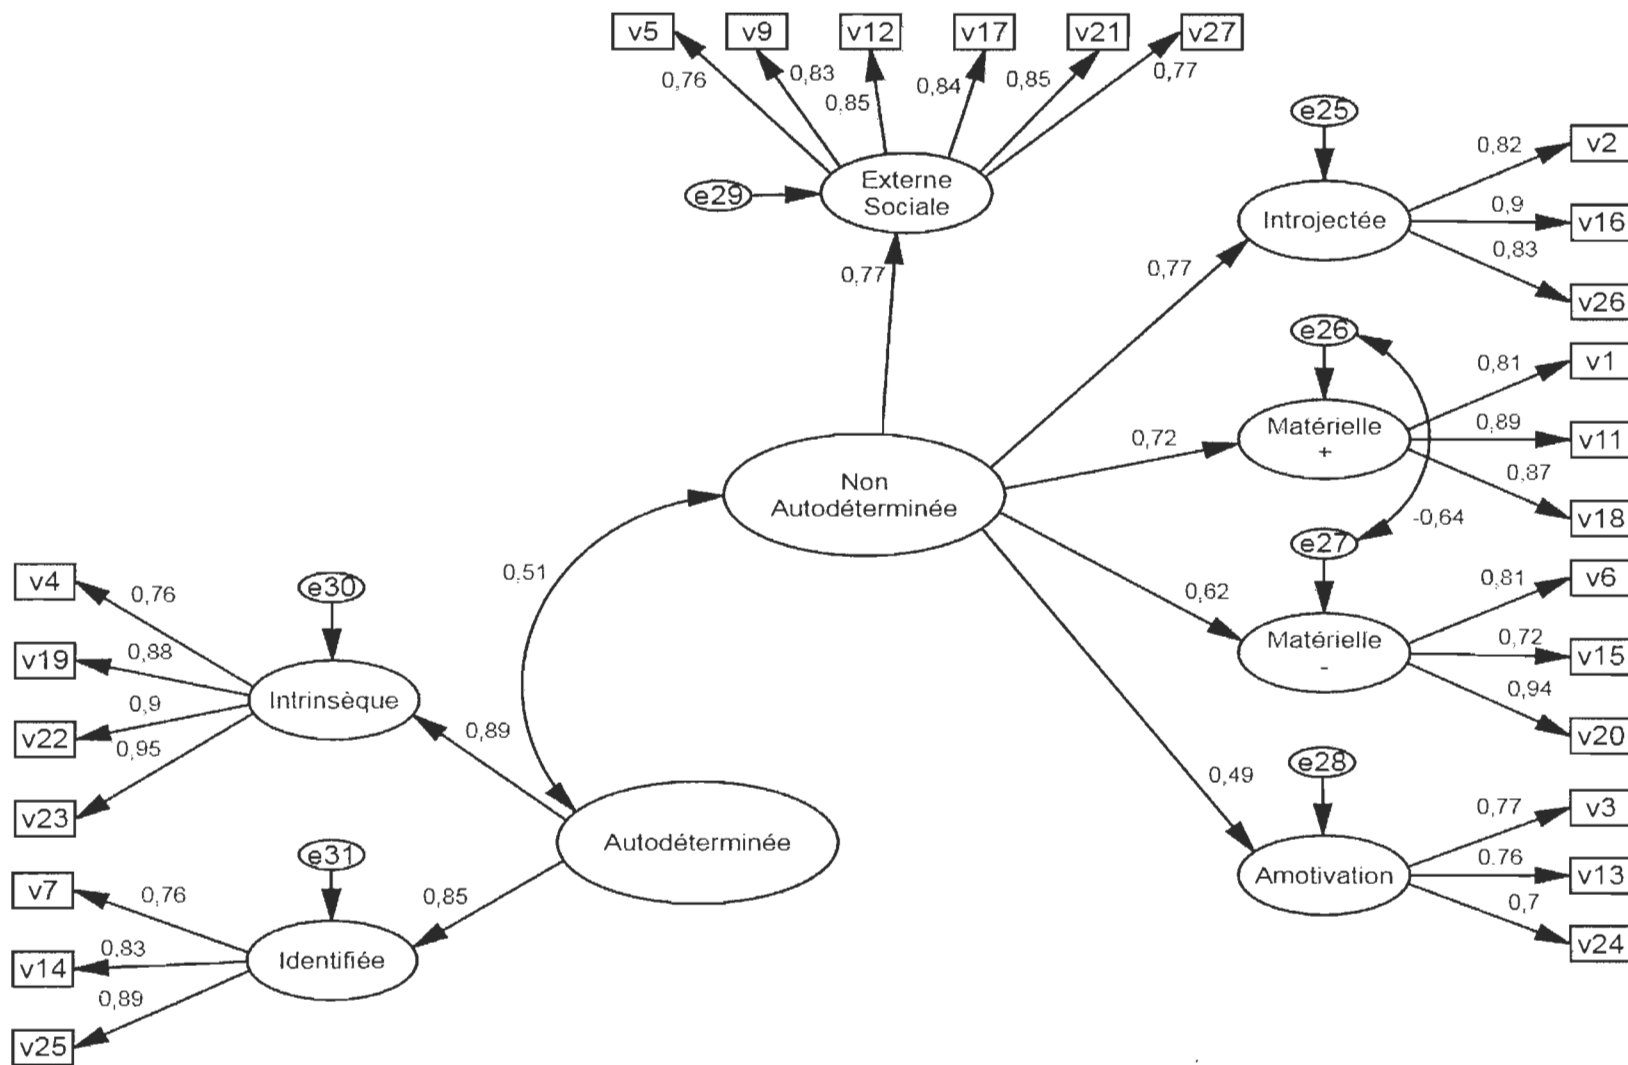 v5
v9
v12
v17
v21
v27
0,76
0,83
0,85
0,84
0,85
0,77
e29
Externe
Sociale
0,77
e25
Introjectée
0,82
v2
0,9
v16
0,83
v26
0,77
e26
Matérielle
+
0,81
v1
0,89
v11
0,87
v18
-0,64
0,72
Non
Autodéterminée
e27
Matérielle
-
0,81
v6
0,72
v15
0,94
v20
0,62
e28
Amotivation
0,77
v3
0.76
v13
0,7
v24
0,49
0,51
e30
Intrinsèque
v4
0,76
v19
0,88
v22
0,9
v23
0,95
0,89
Autodéterminée
0,85
e31
Identifiée
v7
0,76
v14
0,83
v25
0,89